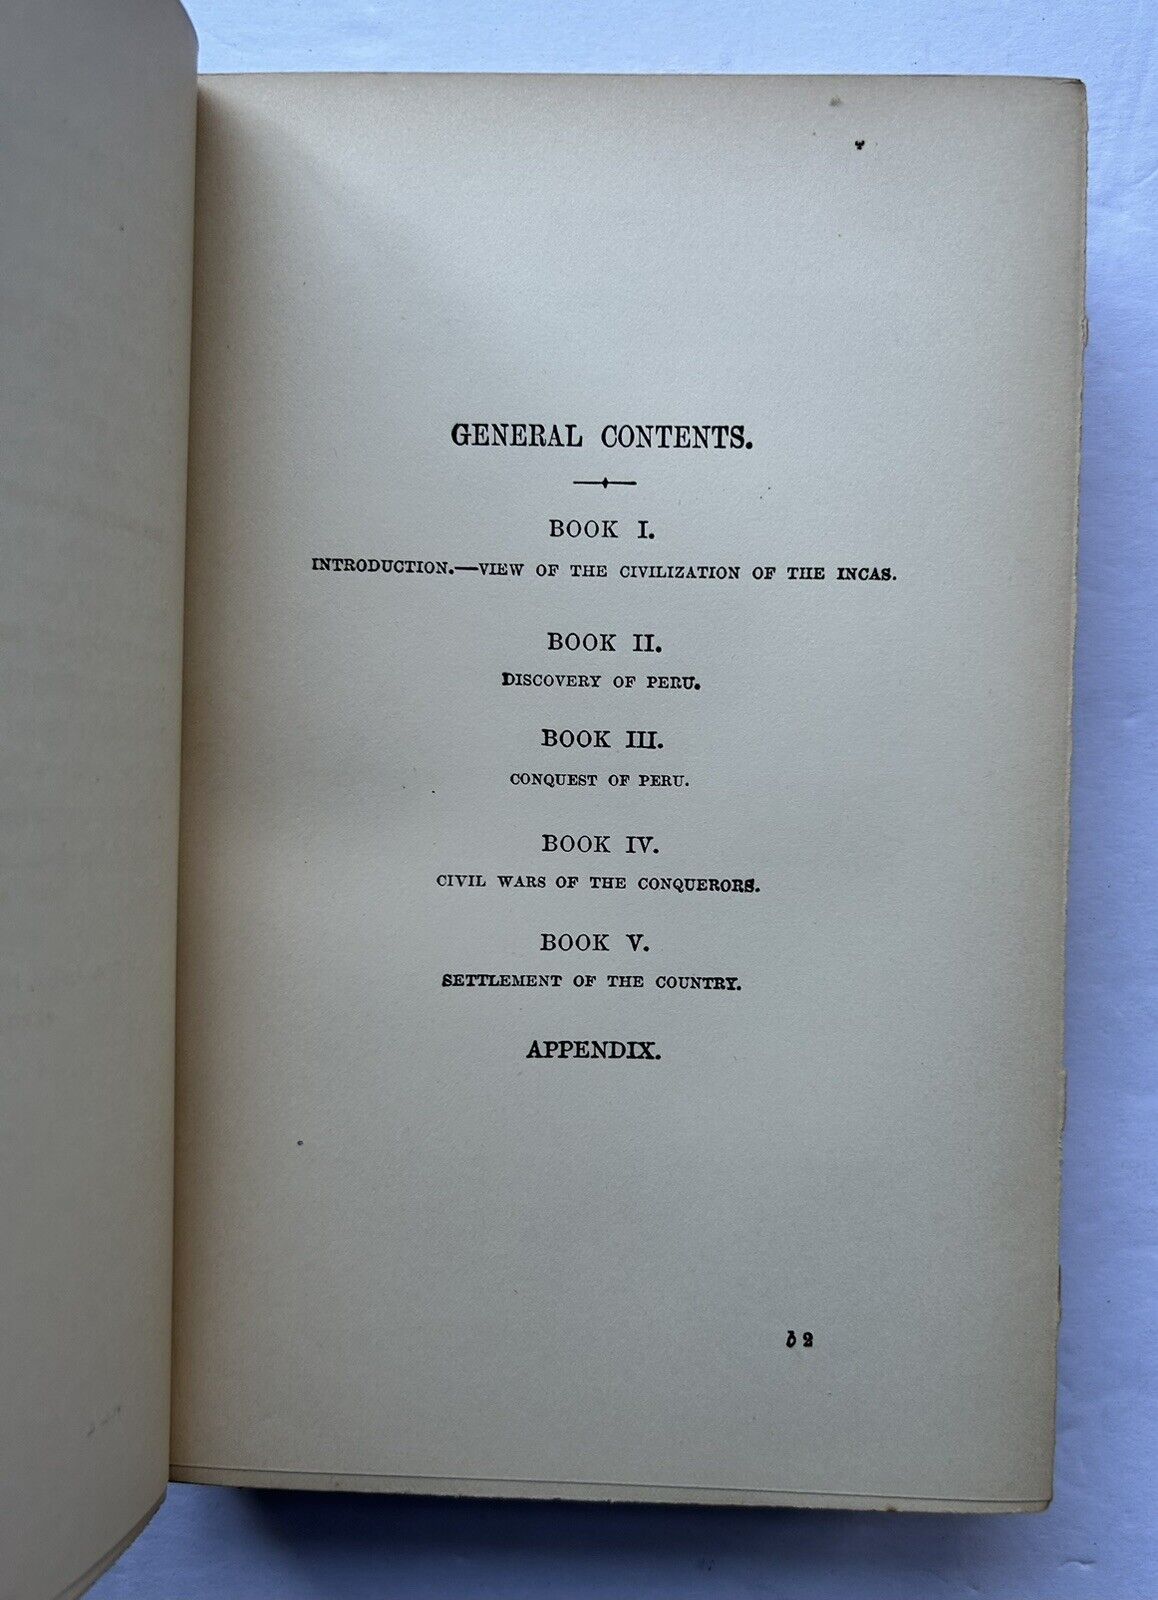 GENERAL CONTENTS.
BOOK I.
INTRODUCTION.—VIEW OF THE CIVILIZATION OF THE INCAS.
BOOK II.
DISCOVERY OF PERU.
BOOK III.
CONQUEST OF PERU.
BOOK IV.
CIVIL WARS OF THE CONQUERORS.
BOOK V.
SETTLEMENT OF THE COUNTRY.
APPENDIX.
b 2